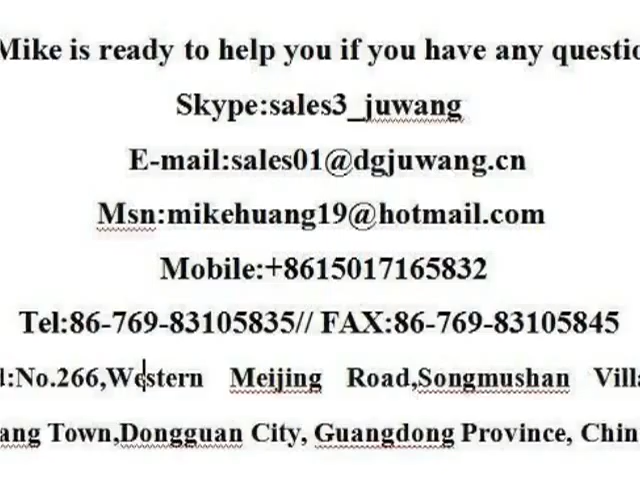 Mike is ready to help you if you have any questio
Skype:sales3_juwang
E-mail:sales01@dgjuwang.cn
Msn:mikehuang19@hotmail.com
Mobile:+8615017165832
Tel:86-769-83105835// FAX:86-769-83105845
d:No.266,Western Meijing Road,Songmushan Villa
ang Town,Dongguan City, Guangdong Province, Chin